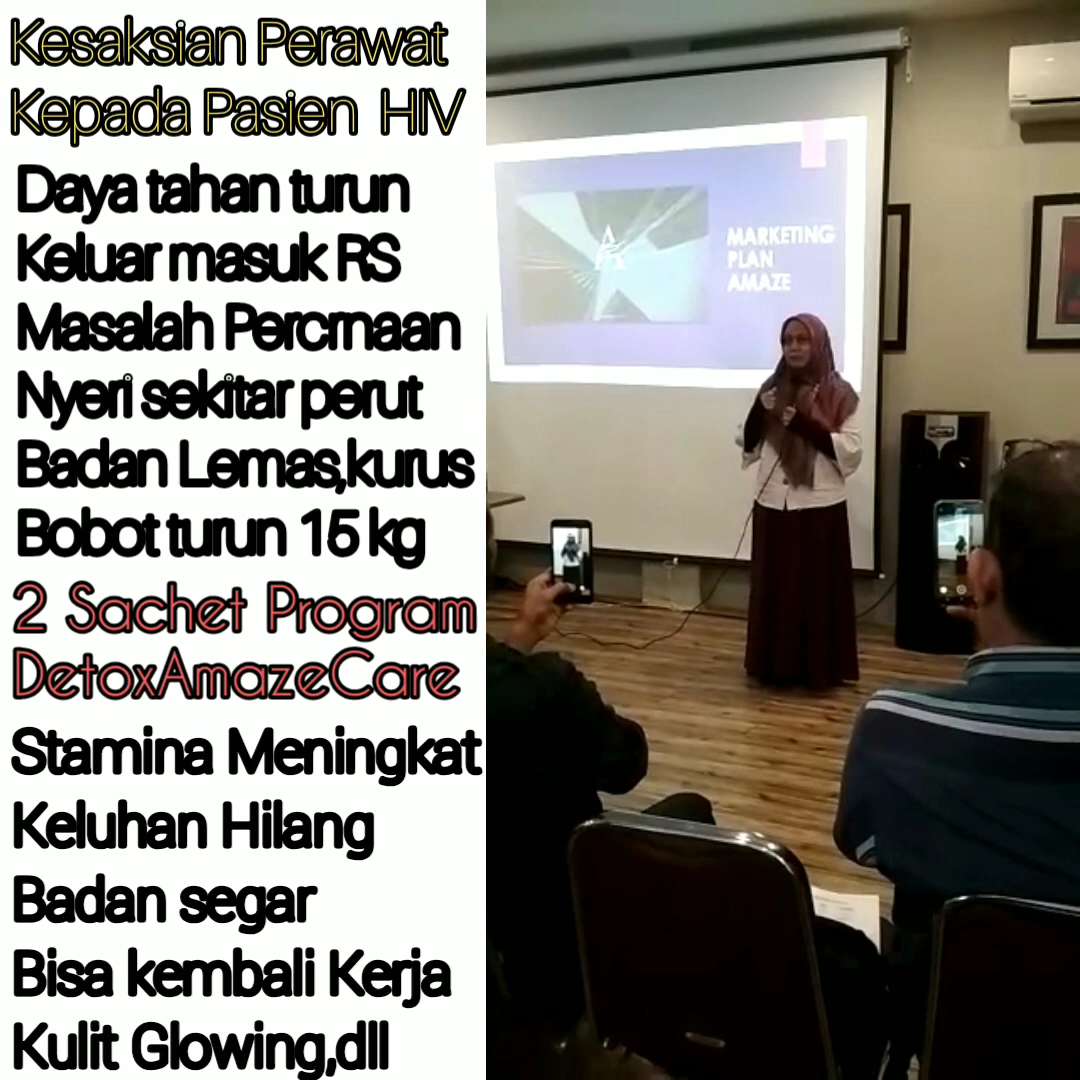 Kesaksian Perawat
Kepada Pasien HIV
Daya tahan turun
Keluar masuk RS
Masalah Percrnaan
Nyeri sekitar perut
Badan Lemas,kurus
Bobot turun 15 kg
2 Sachet Program
DetoxAmazeCare
Stamina Meningkat
Keluhan Hilang
Badan segar
Bisa kembali Kerja
Kulit Glowing,dll
MARKETING
PLAN
AMAZE